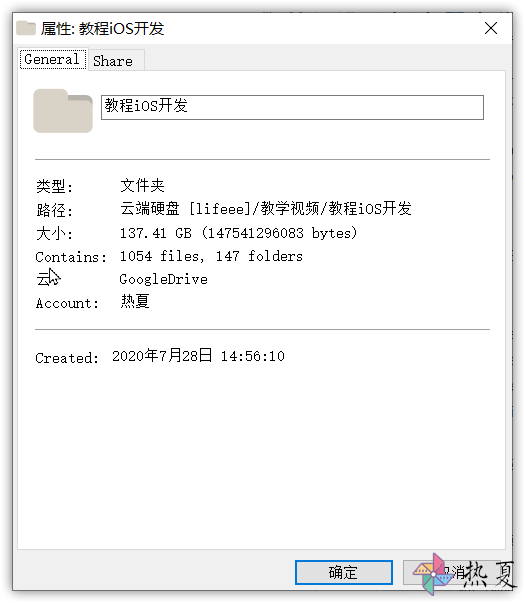 属性: 教程iOS开发
General Share
教程iOS开发
类型: 文件夹
路径: 云端硬盘 [lifeee]/教学视频/教程iOS开发
大小: 137.41 GB (147541296083 bytes)
Contains: 1054 files, 147 folders
云 GoogleDrive
Account: 热夏
Created: 2020年7月28日 14:56:10
确定 取消
热夏